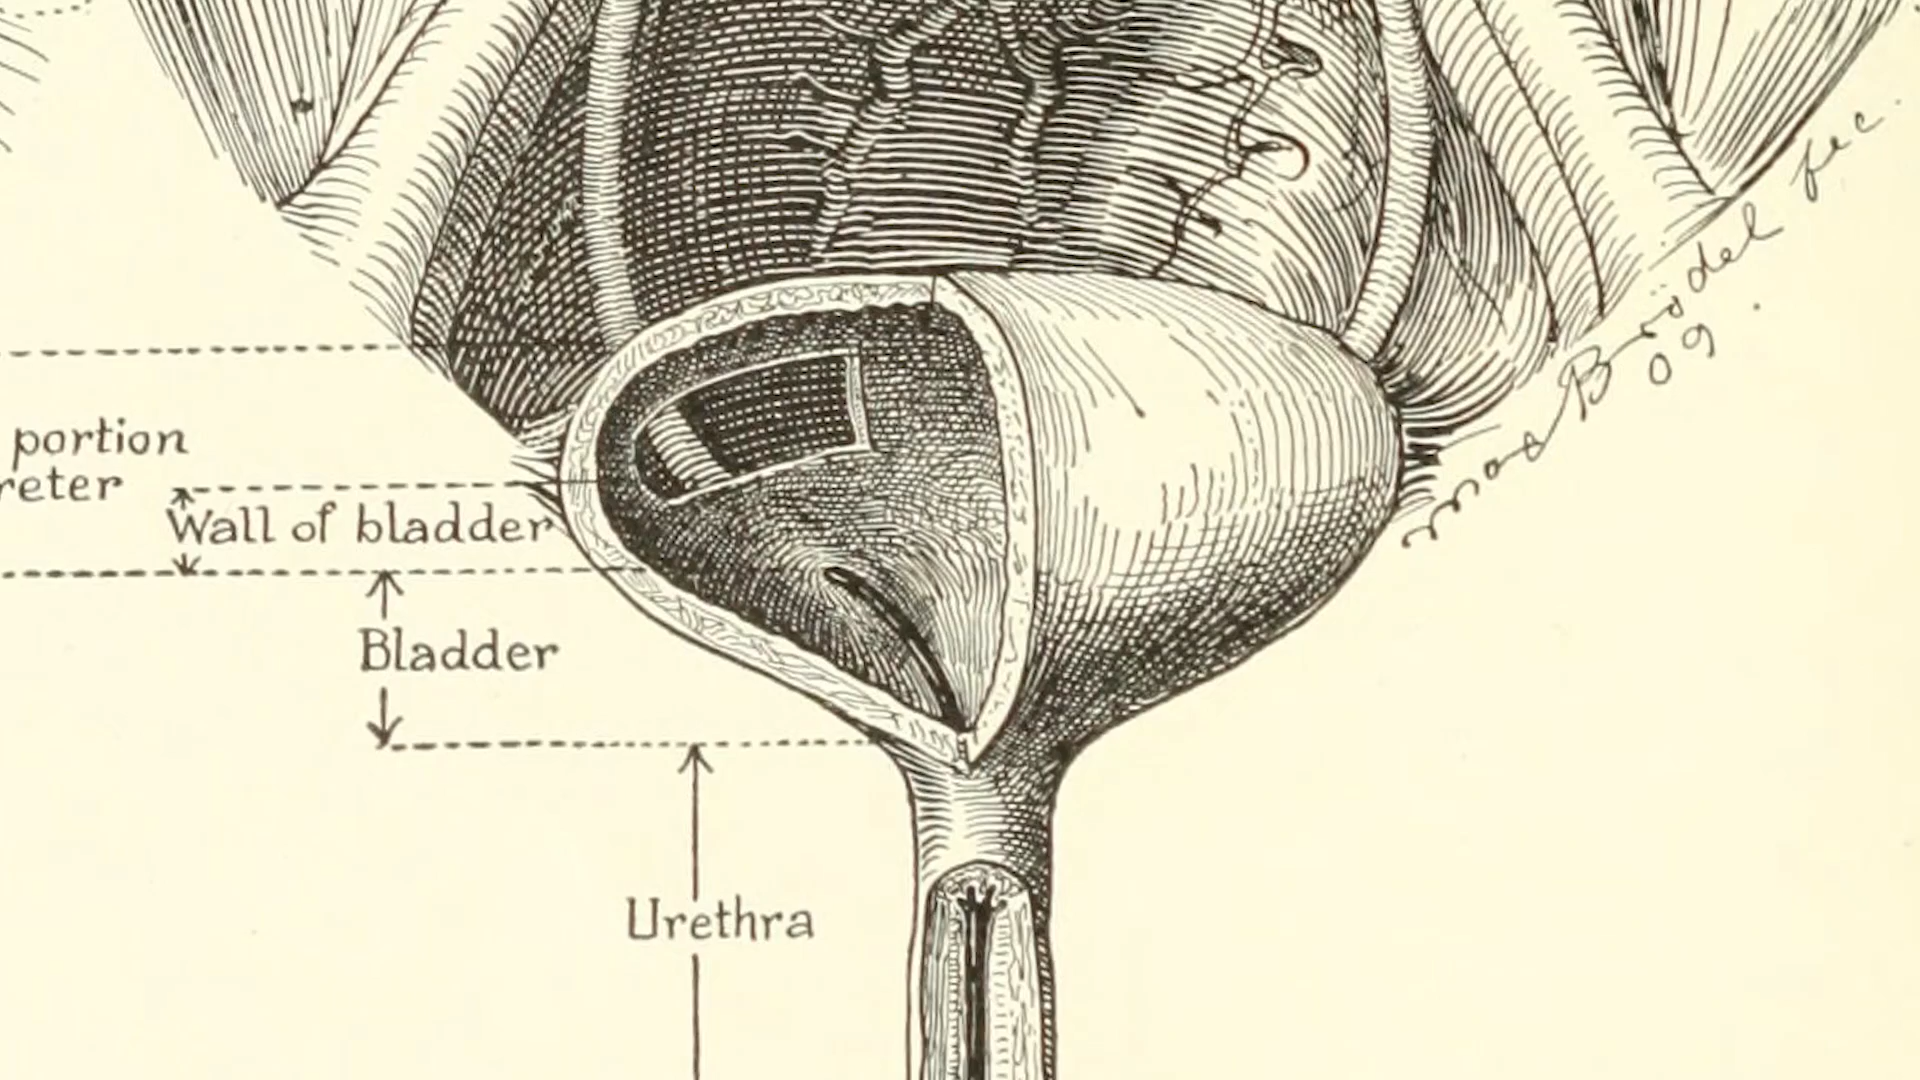 portion
reter
Wall of bladder
Bladder
Urethra
Max Brödel fec.
09.